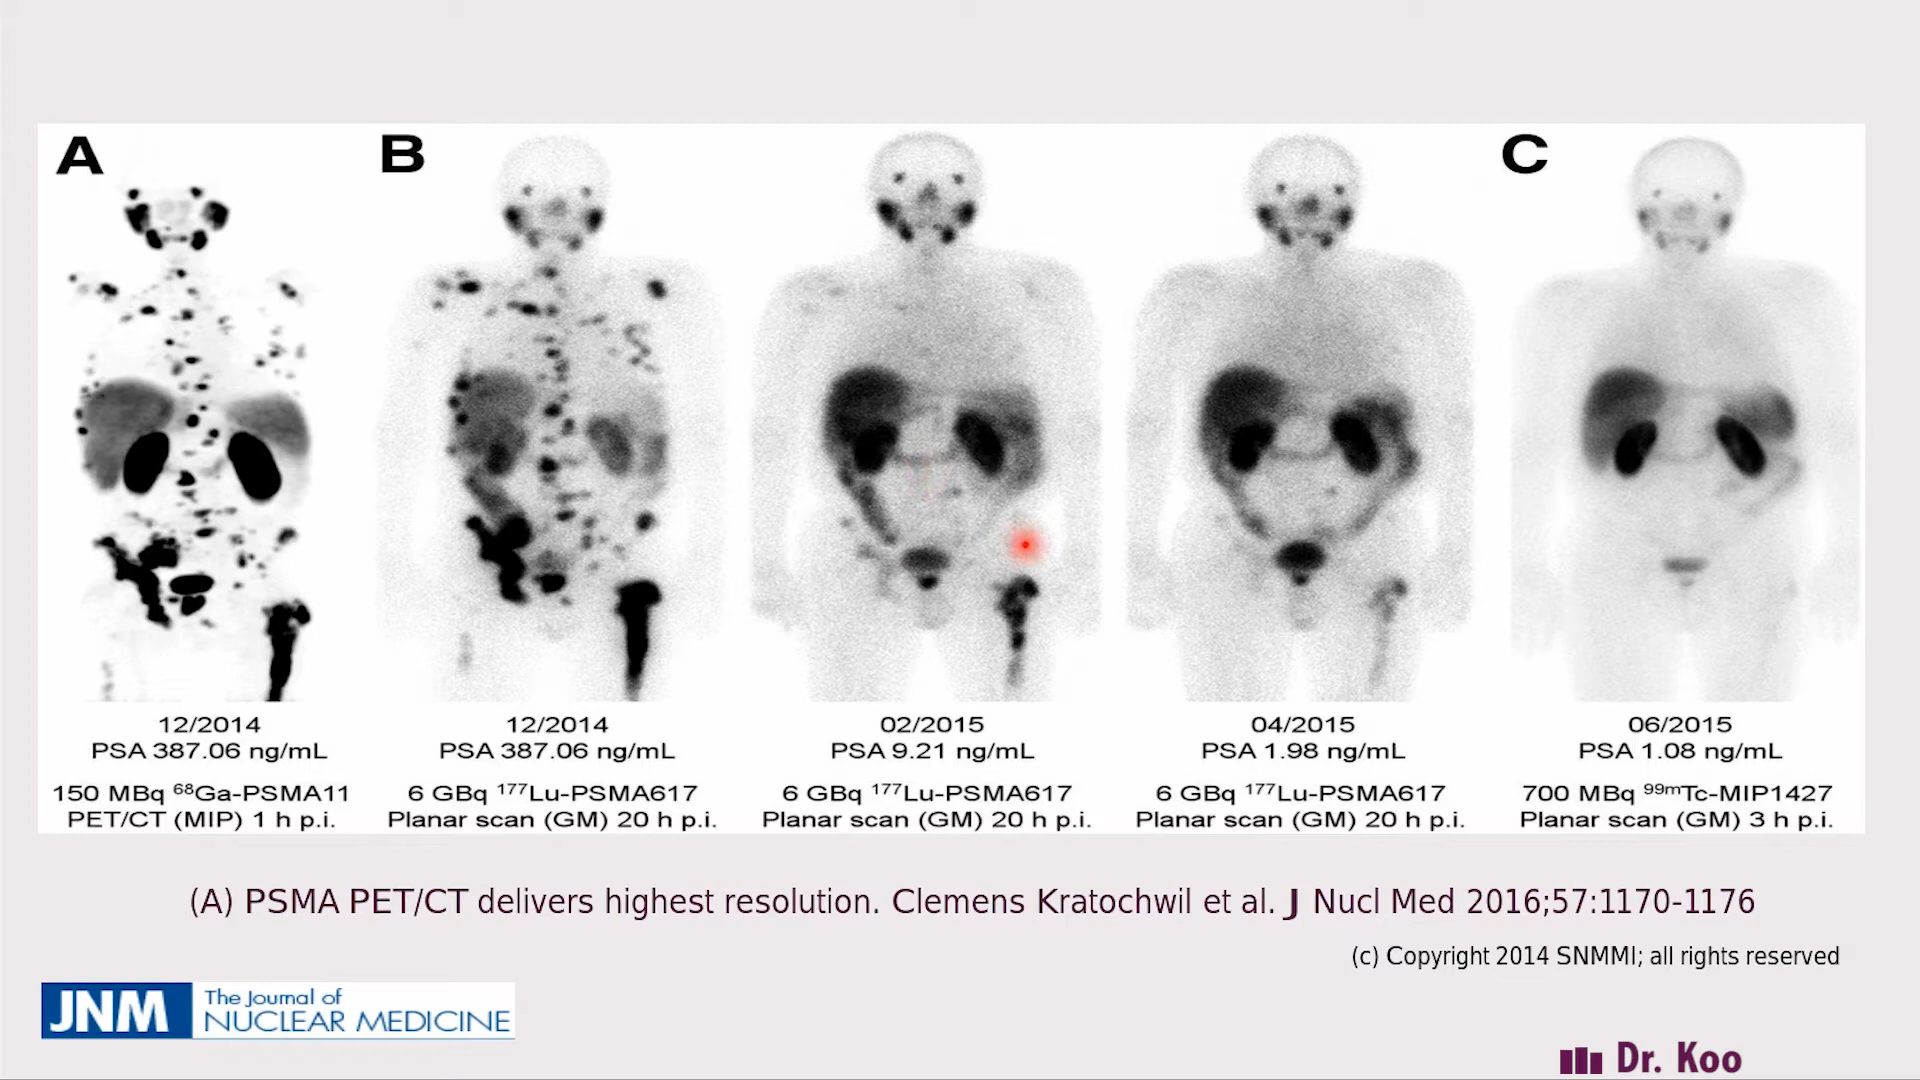 A
B
C
12/2014
PSA 387.06 ng/mL
150 MBq ⁶⁸Ga-PSMA11
PET/CT (MIP) 1 h p.i.
12/2014
PSA 387.06 ng/mL
6 GBq ¹⁷⁷Lu-PSMA617
Planar scan (GM) 20 h p.i.
02/2015
PSA 9.21 ng/mL
6 GBq ¹⁷⁷Lu-PSMA617
Planar scan (GM) 20 h p.i.
04/2015
PSA 1.98 ng/mL
6 GBq ¹⁷⁷Lu-PSMA617
Planar scan (GM) 20 h p.i.
06/2015
PSA 1.08 ng/mL
700 MBq ⁹⁹ᵐTc-MIP1427
Planar scan (GM) 3 h p.i.
(A) PSMA PET/CT delivers highest resolution. Clemens Kratochwil et al. J Nucl Med 2016;57:1170-1176
(c) Copyright 2014 SNMMI; all rights reserved
JNM
The Journal of
NUCLEAR MEDICINE
Dr. Koo